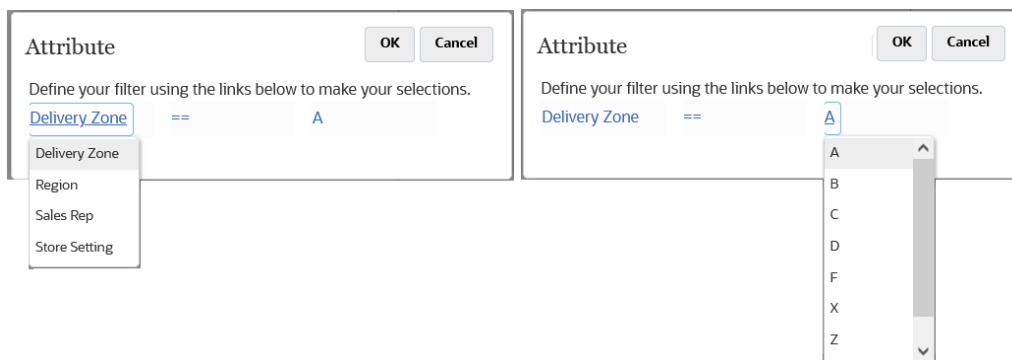 Attribute
OK
Cancel
Define your filter using the links below to make your selections.
Delivery Zone == A
Delivery Zone
Region
Sales Rep
Store Setting
Attribute
OK
Cancel
Define your filter using the links below to make your selections.
Delivery Zone == A
A
B
C
D
F
X
Z